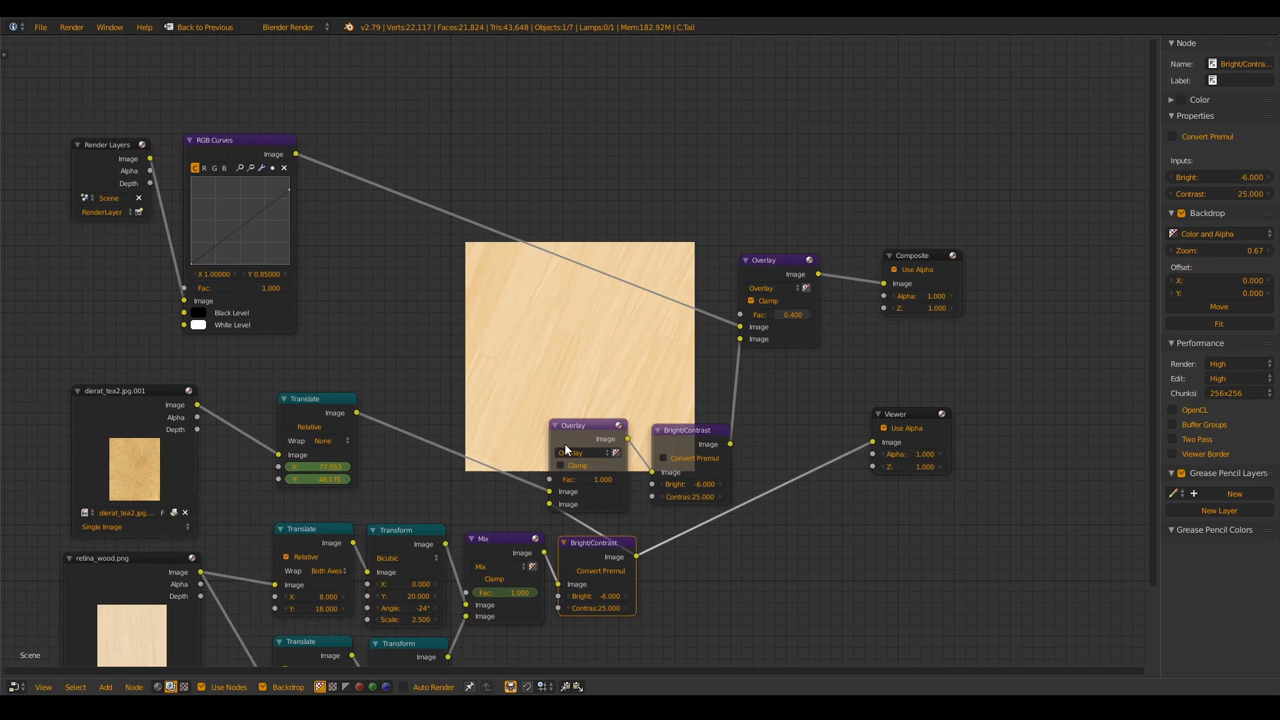 File Render Window Help Back to Previous Blender Render v2.79 | Verts:22,117 | Faces:21,824 | Tris:43,648 | Objects:1/7 | Lamps:0/1 | Mem:182.92M | C.Tail
Render Layers
Image
Alpha
Depth
Scene
RenderLayer
RGB Curves
Image
C R G B
X 1.00000 Y 0.85000
Fac: 1.000
Image
Black Level
White Level
Overlay
Image
Overlay
Clamp
Fac: 0.400
Image
Image
Composite
Use Alpha
Image
Alpha: 1.000
Z: 1.000
dierat_tea2.jpg.001
Image
Alpha
Depth
dierat_tea2.jpg.... F
Single Image
Translate
Image
Relative
Wrap None
Image
X: 77.553
Y: 48.175
Overlay
Image
Overlay
Clamp
Fac: 1.000
Image
Image
Bright/Contrast
Image
Convert Premul
Image
Bright: -6.000
Contras:25.000
Viewer
Use Alpha
Image
Alpha: 1.000
Z: 1.000
retina_wood.png
Image
Alpha
Depth
Translate
Image
Relative
Wrap Both Axes
Image
X: 8.000
Y: 18.000
Transform
Image
Bicubic
Image
X: 0.000
Y: 20.000
Angle: -24°
Scale: 2.500
Mix
Image
Mix
Clamp
Fac: 1.000
Image
Image
Bright/Contrast
Image
Convert Premul
Image
Bright: -6.000
Contras:25.000
Translate
Image
Transform
Image
Scene
Node
Name: Bright/Contra...
Label:
Color
Properties
Convert Premul
Inputs:
Bright: -6.000
Contrast: 25.000
Backdrop
Color and Alpha
Zoom: 0.67
Offset:
X: 0.000
Y: 0.000
Move
Fit
Performance
Render: High
Edit: High
Chunksi 256x256
OpenCL
Buffer Groups
Two Pass
Viewer Border
Grease Pencil Layers
New
New Layer
Grease Pencil Colors
View Select Add Node Use Nodes Backdrop Auto Render